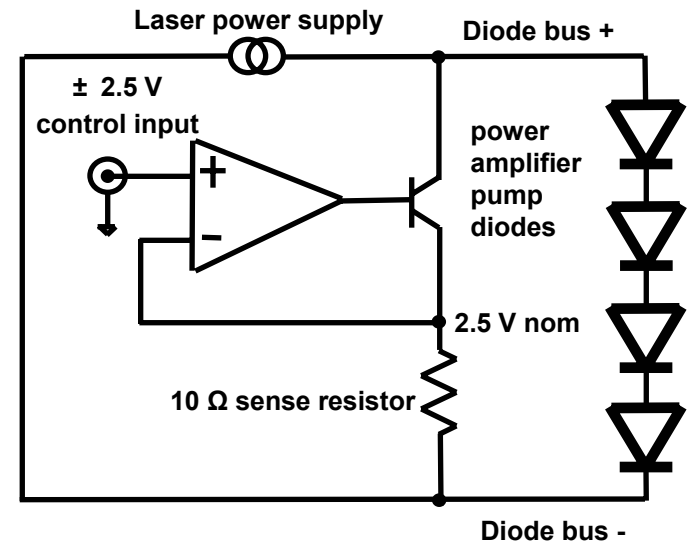 Laser power supply
Diode bus +
± 2.5 V
control input
power
amplifier
pump
diodes
+
-
2.5 V nom
10 Ω sense resistor
Diode bus -